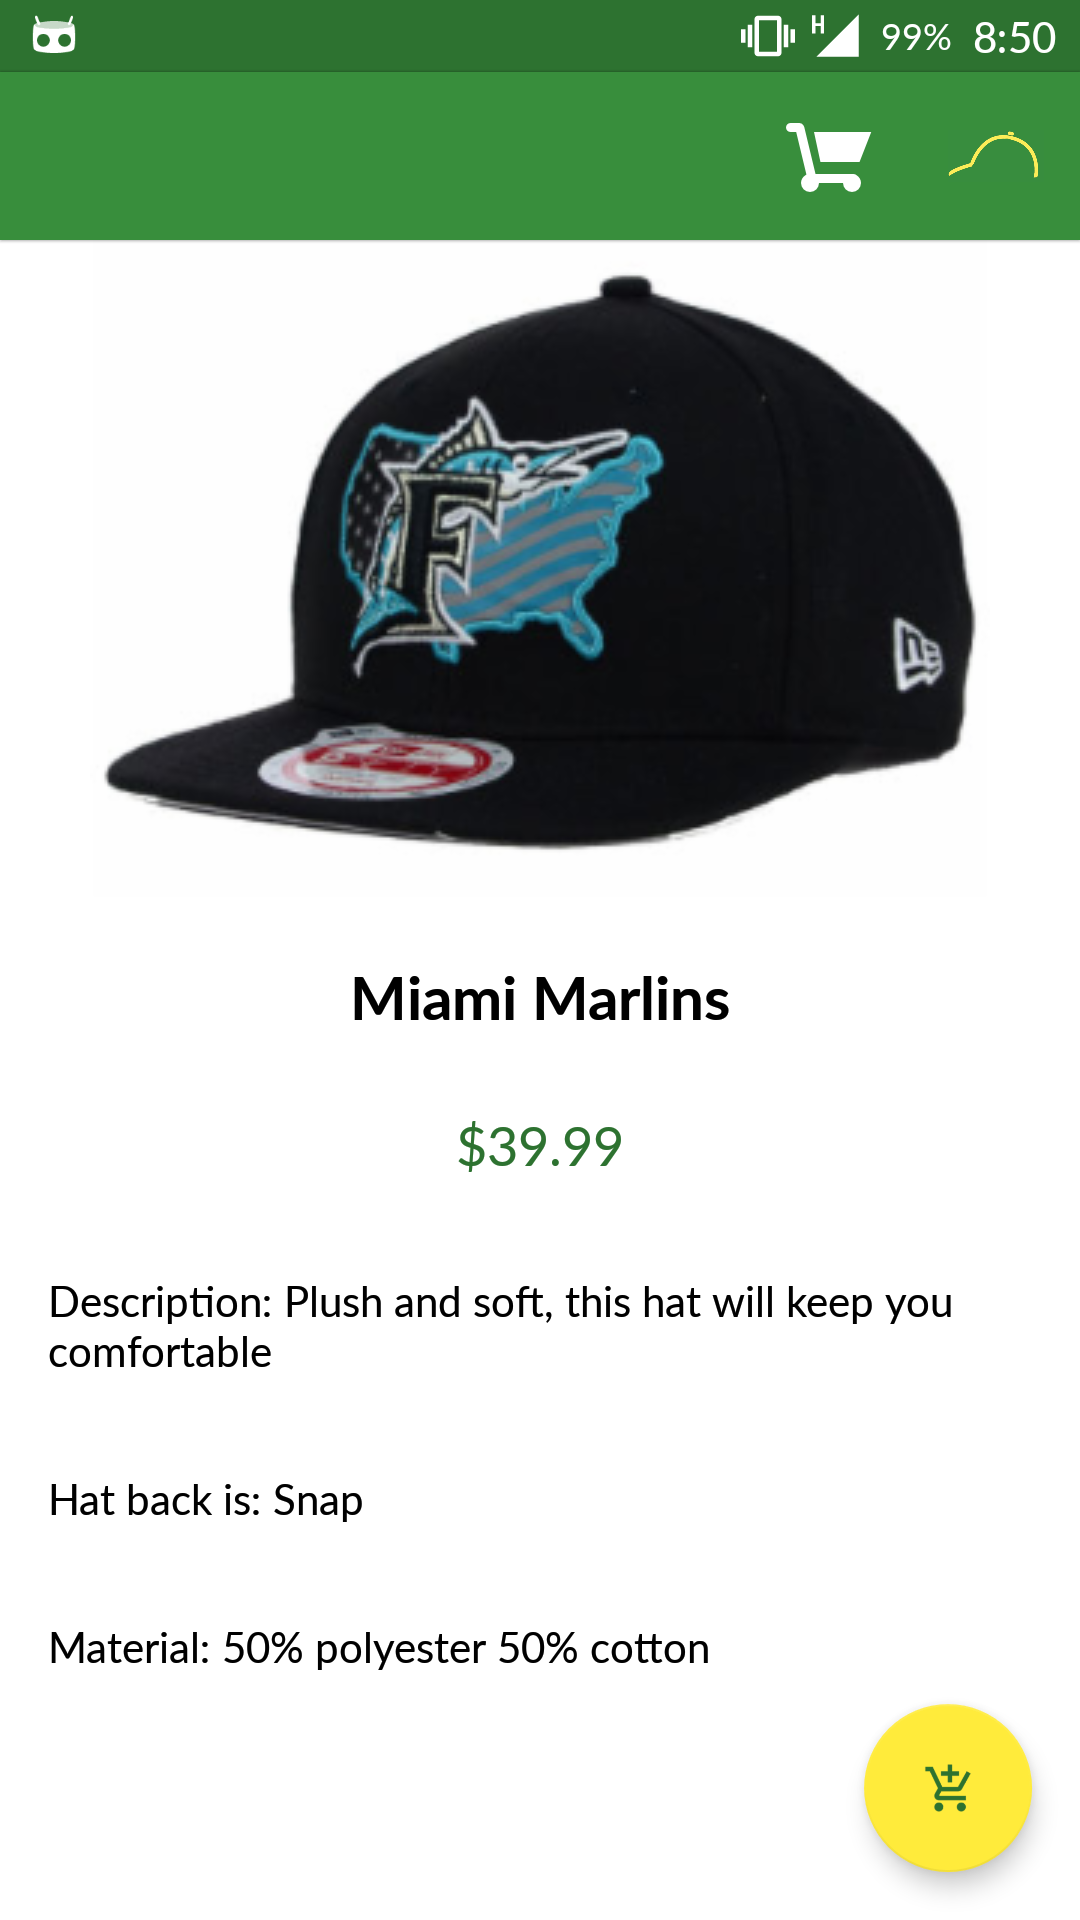 H 99% 8:50
F
Miami Marlins
$39.99
Description: Plush and soft, this hat will keep you
comfortable
Hat back is: Snap
Material: 50% polyester 50% cotton